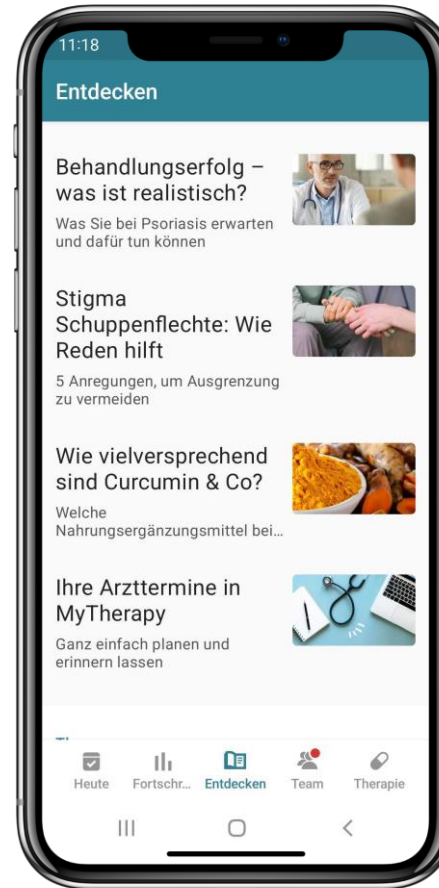 11:18
Entdecken
Behandlungserfolg –
was ist realistisch?
Was Sie bei Psoriasis erwarten
und dafür tun können
Stigma
Schuppenflechte: Wie
Reden hilft
5 Anregungen, um Ausgrenzung
zu vermeiden
Wie vielversprechend
sind Curcumin & Co?
Welche
Nahrungsergänzungsmittel bei...
Ihre Arzttermine in
MyTherapy
Ganz einfach planen und
erinnern lassen
Heute Fortschr... Entdecken Team Therapie